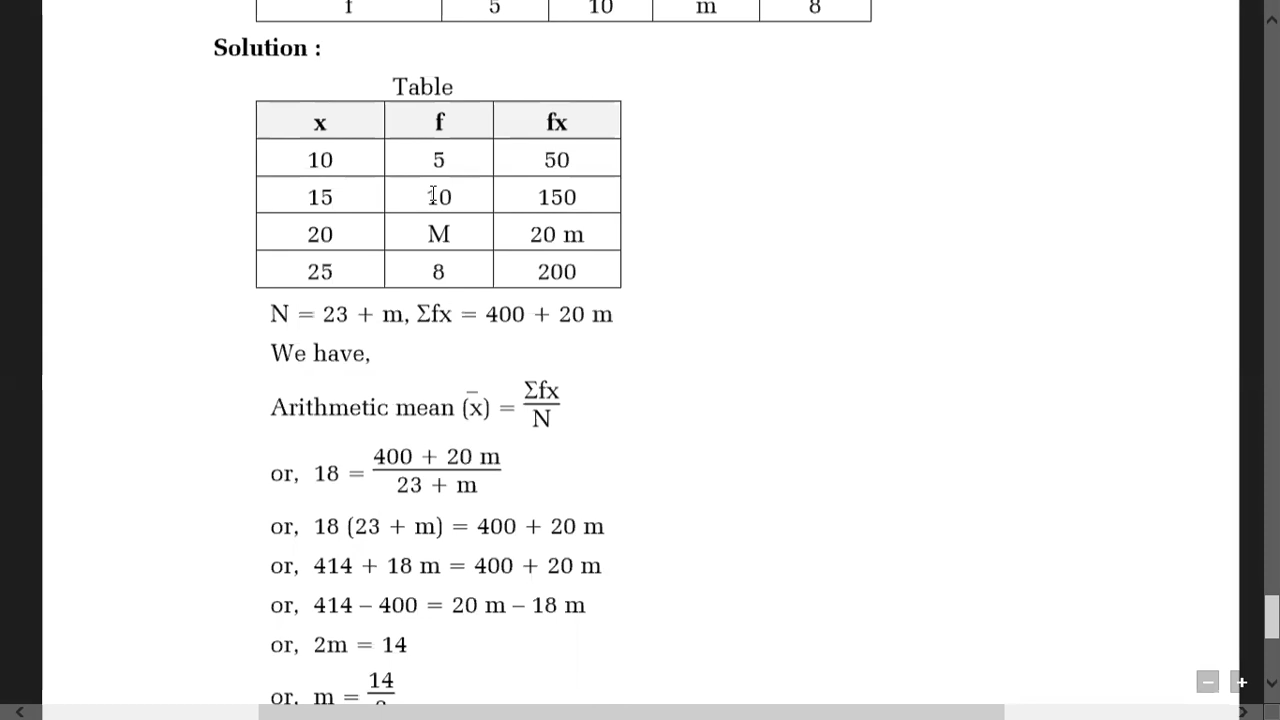 f 5 10 m 8
Solution :
Table
x f fx
10 5 50
15 10 150
20 M 20 m
25 8 200
N = 23 + m, Σfx = 400 + 20 m
We have,
Arithmetic mean (x̄) = Σfx / N
or, 18 = 400 + 20 m / 23 + m
or, 18 (23 + m) = 400 + 20 m
or, 414 + 18 m = 400 + 20 m
or, 414 – 400 = 20 m – 18 m
or, 2m = 14
or, m = 14